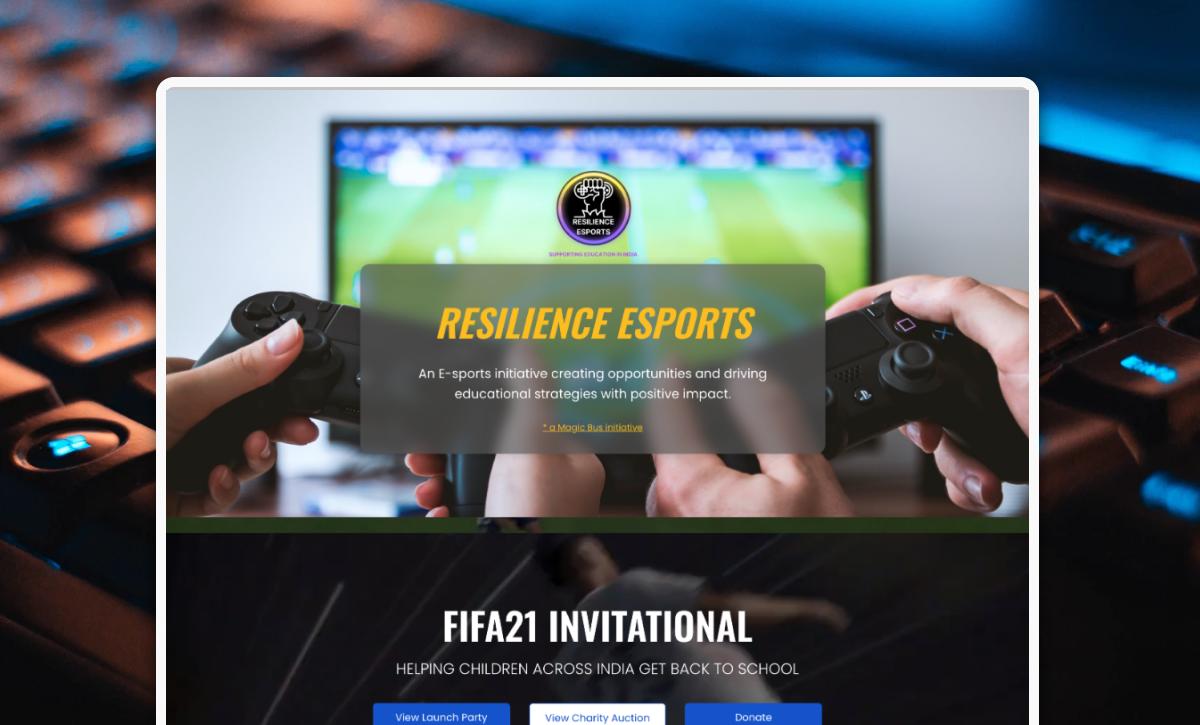 RESILIENCE
ESPORTS
SUPPORTING EDUCATION IN INDIA
RESILIENCE ESPORTS
An E-sports initiative creating opportunities and driving
educational strategies with positive impact.
* a Magic Bus initiative
FIFA21 INVITATIONAL
HELPING CHILDREN ACROSS INDIA GET BACK TO SCHOOL
View Launch Party
View Charity Auction
Donate